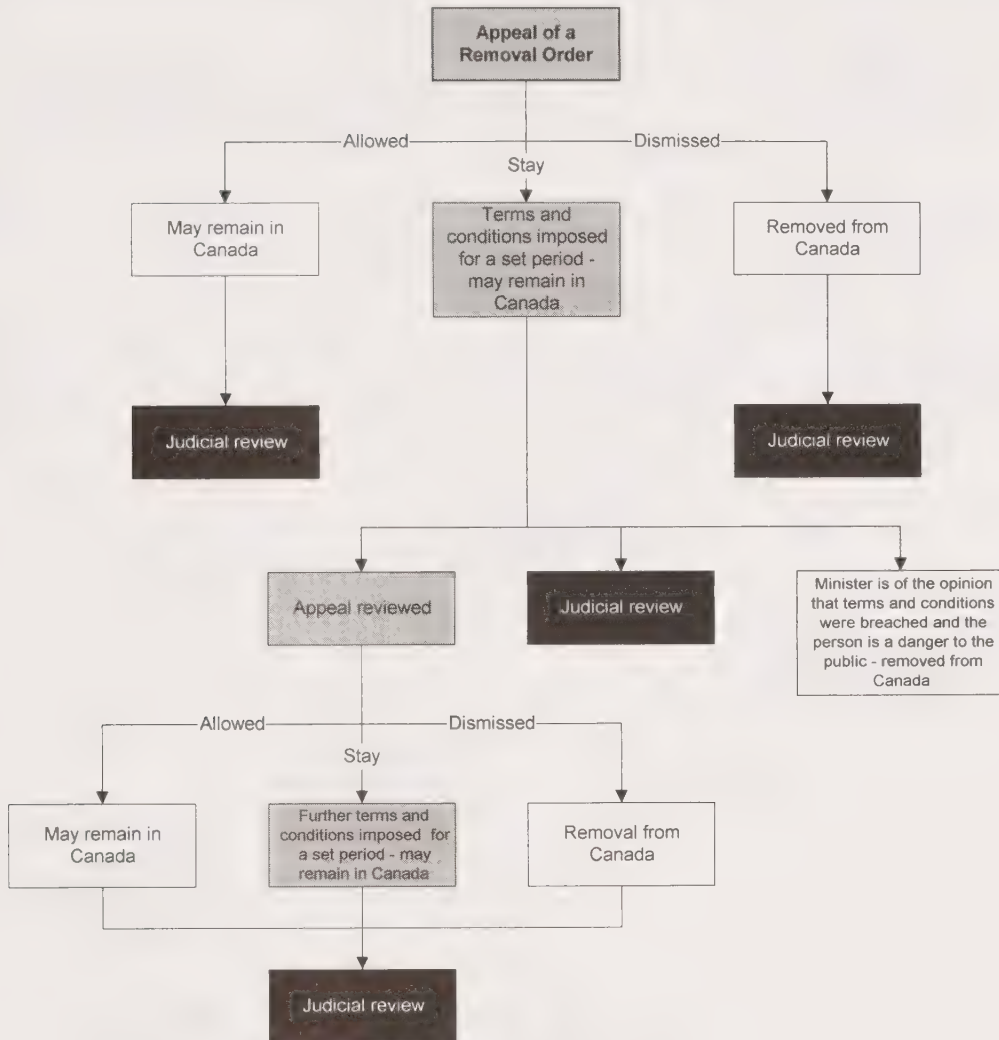 Appeal of a
Removal Order
Allowed
Stay
Dismissed
May remain in
Canada
Terms and
conditions imposed
for a set period -
may remain in
Canada
Removed from
Canada
Judicial review
Judicial review
Appeal reviewed
Judicial review
Minister is of the opinion
that terms and conditions
were breached and the
person is a danger to the
public - removed from
Canada
Allowed
Stay
Dismissed
May remain in
Canada
Further terms and
conditions imposed for
a set period - may
remain in Canada
Removal from
Canada
Judicial review